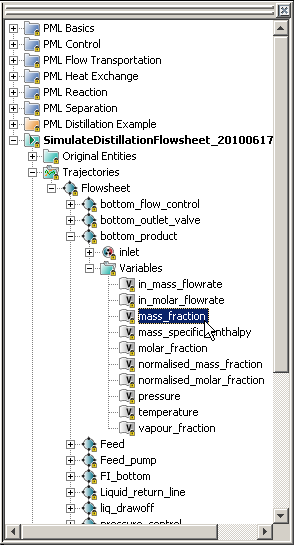 PML Basics
PML Control
PML Flow Transportation
PML Heat Exchange
PML Reaction
PML Separation
PML Distillation Example
SimulateDistillationFlowsheet_20100617
Original Entities
Trajectories
Flowsheet
bottom_flow_control
bottom_outlet_valve
bottom_product
inlet
Variables
in_mass_flowrate
in_molar_flowrate
mass_fraction
mass_specific_enthalpy
molar_fraction
normalised_mass_fraction
normalised_molar_fraction
pressure
temperature
vapour_fraction
Feed
Feed_pump
FI_bottom
Liquid_return_line
liq_drawoff
pressure_control